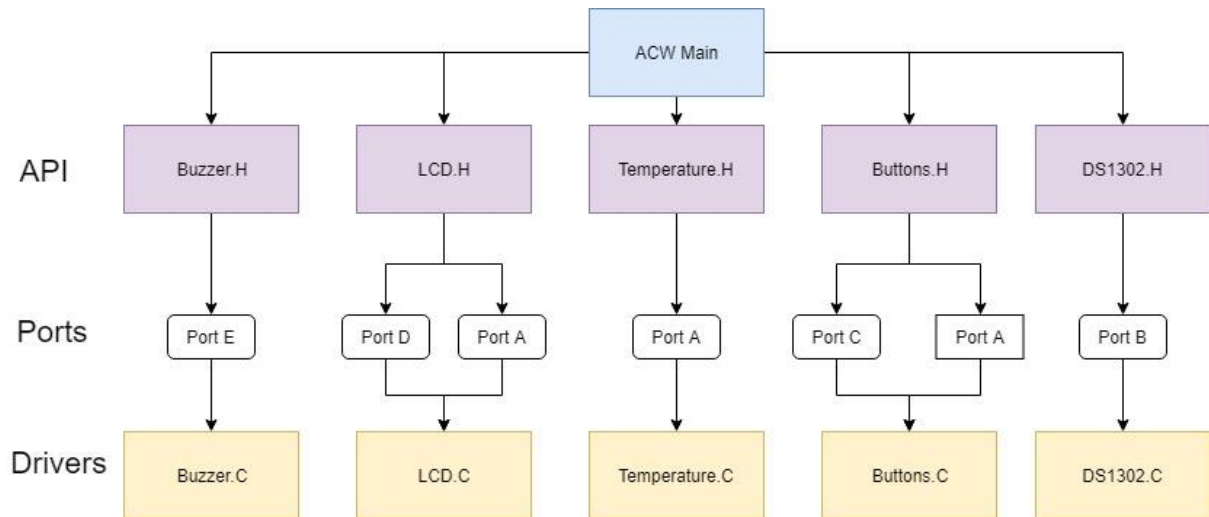 ACW Main
API
Buzzer.H
LCD.H
Temperature.H
Buttons.H
DS1302.H
Ports
Port E
Port D
Port A
Port A
Port C
Port A
Port B
Drivers
Buzzer.C
LCD.C
Temperature.C
Buttons.C
DS1302.C